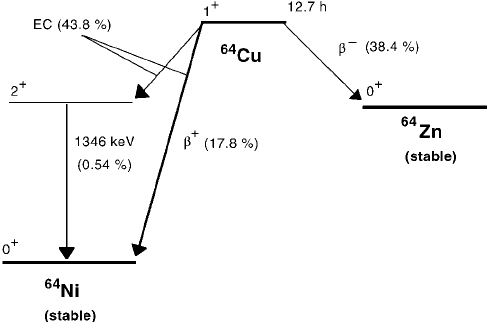 1⁺ 12.7 h
EC (43.8 %)
⁶⁴Cu
β⁻ (38.4 %)
2⁺
0⁺
1346 keV
(0.54 %)
β⁺ (17.8 %)
⁶⁴Zn
(stable)
0⁺
⁶⁴Ni
(stable)